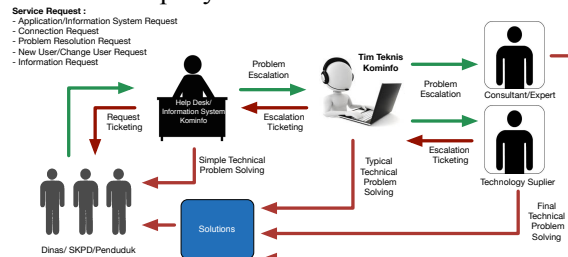 Service Request :
- Application/Information System Request
- Connection Request
- Problem Resolution Request
- New User/Change User Request
- Information Request
Problem
Escalation
Tim Teknis
Kominfo
Problem
Escalation
Consultant/Expert
Help Desk/
Information System
Kominfo
Request
Ticketing
Escalation
Ticketing
Escalation
Ticketing
Simple Technical
Problem Solving
Typical
Technical
Problem
Solving
Technology Suplier
Solutions
Final
Technical
Problem
Solving
Dinas/ SKPD/Penduduk